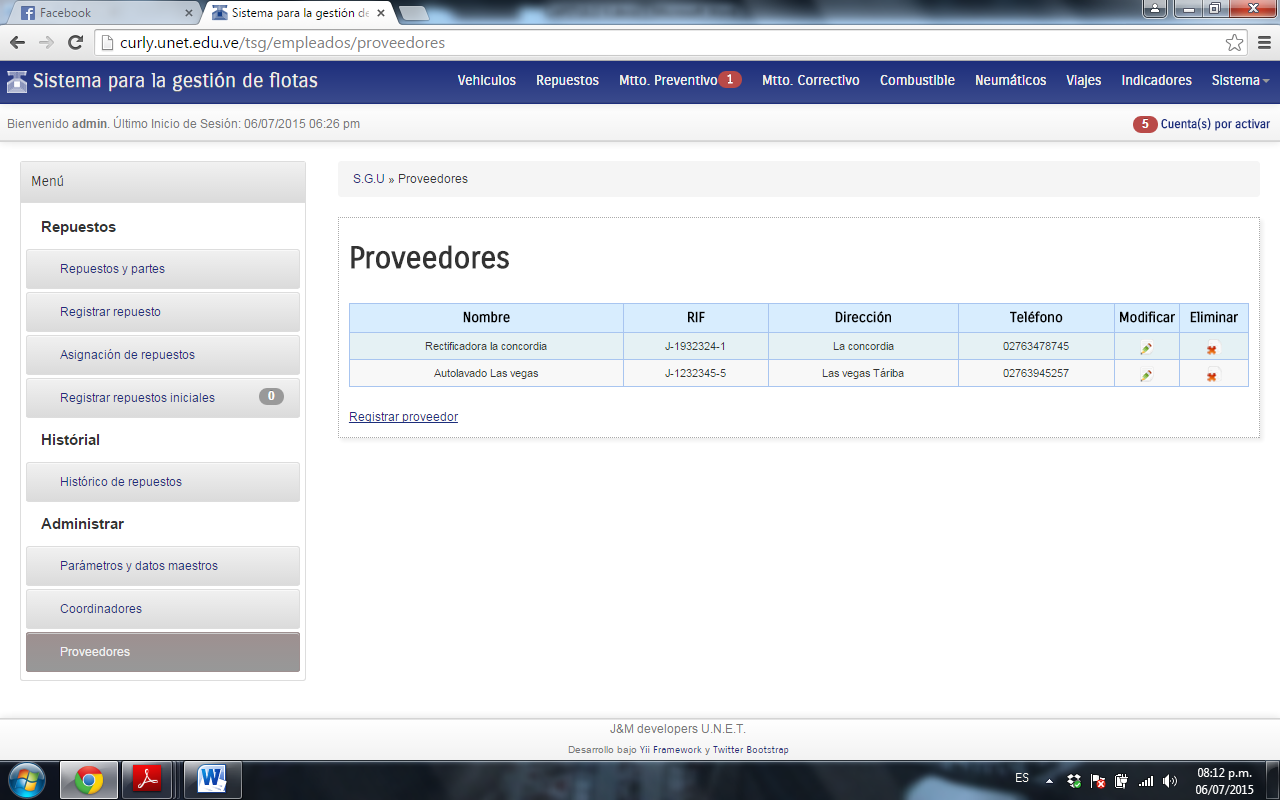 Facebook
Sistema para la gestión de
curly.unet.edu.ve/tsg/empleados/proveedores
Sistema para la gestión de flotas
Vehiculos Repuestos Mtto. Preventivo 1 Mtto. Correctivo Combustible Neumáticos Viajes Indicadores Sistema
Bienvenido admin. Último Inicio de Sesión: 06/07/2015 06:26 pm
5 Cuenta(s) por activar
Menú
Repuestos
Repuestos y partes
Registrar repuesto
Asignación de repuestos
Registrar repuestos iniciales 0
Histórial
Histórico de repuestos
Administrar
Parámetros y datos maestros
Coordinadores
Proveedores
S.G.U » Proveedores
Proveedores
Nombre RIF Dirección Teléfono Modificar Eliminar
Rectificadora la concordia J-1932324-1 La concordia 02763478745
Autolavado Las vegas J-1232345-5 Las vegas Táriba 02763945257
Registrar proveedor
J&M developers U.N.E.T.
Desarrollo bajo Yii Framework y Twitter Bootstrap
ES
08:12 p.m.
06/07/2015